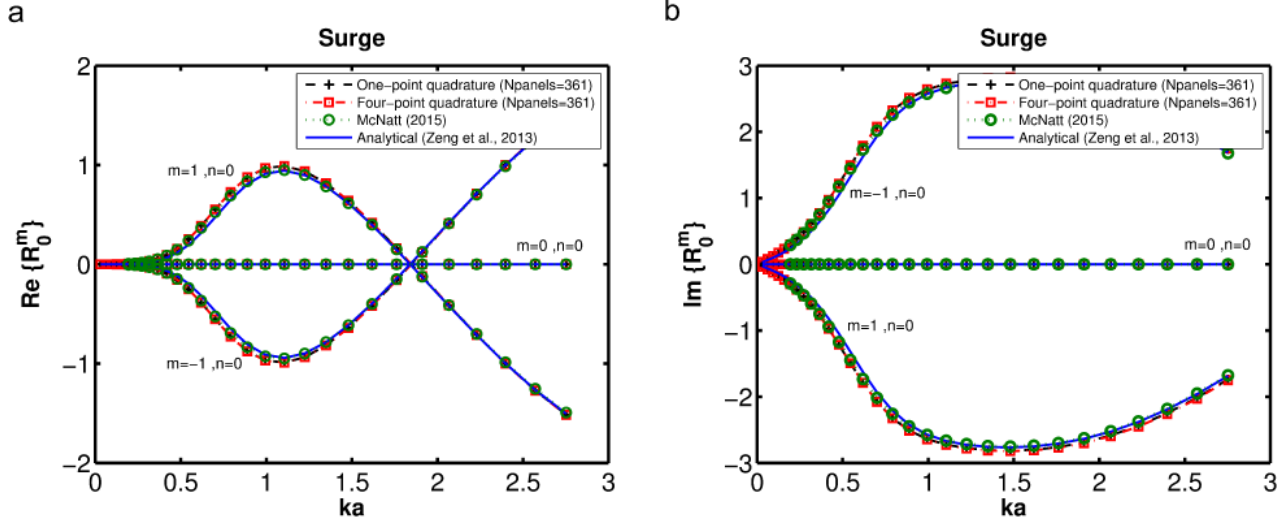 a
Surge
One-point quadrature (Npanels=361)
Four-point quadrature (Npanels=361)
McNatt (2015)
Analytical (Zeng et al., 2013)
m=1 ,n=0
m=0 ,n=0
m=−1 ,n=0
Re {R₀ᵐ}
2
1
0
−1
−2
0 0.5 1 1.5 2 2.5 3
ka
b
Surge
One-point quadrature (Npanels=361)
Four-point quadrature (Npanels=361)
McNatt (2015)
Analytical (Zeng et al., 2013)
m=−1 ,n=0
m=0 ,n=0
m=1 ,n=0
Im {R₀ᵐ}
3
2
1
0
−1
−2
−3
0 0.5 1 1.5 2 2.5 3
ka